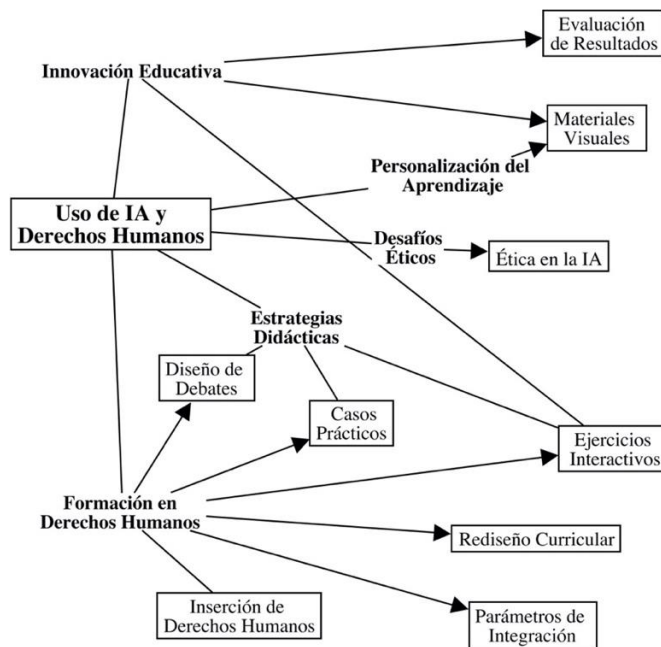 Evaluación
de Resultados
Innovación Educativa
Materiales
Visuales
Personalización del
Aprendizaje
Uso de IA y
Derechos Humanos
Desafíos
Éticos
Ética en la IA
Estrategias
Didácticas
Diseño de
Debates
Casos
Prácticos
Ejercicios
Interactivos
Formación en
Derechos Humanos
Rediseño Curricular
Inserción de
Derechos Humanos
Parámetros de
Integración